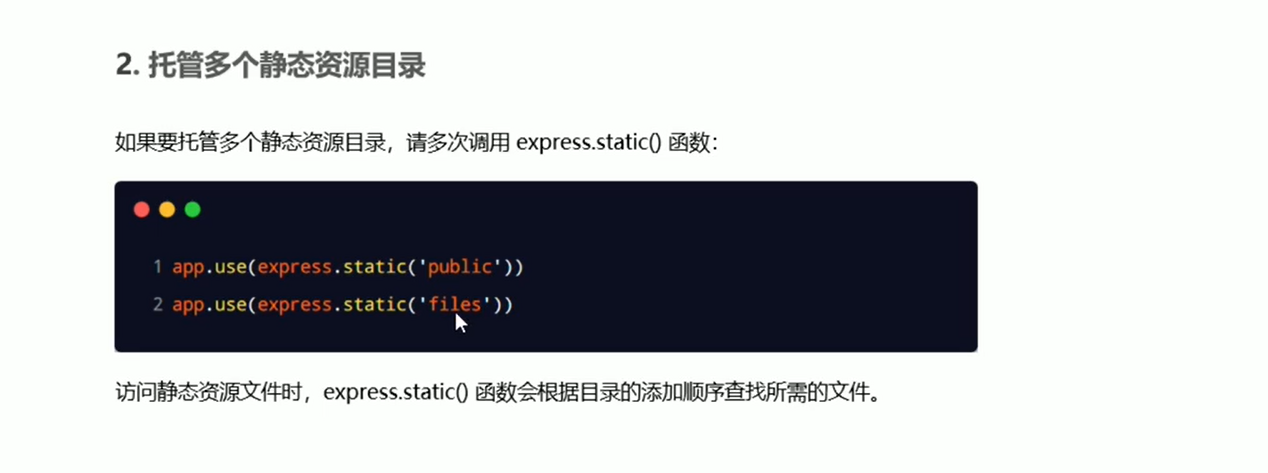 2. 托管多个静态资源目录
如果要托管多个静态资源目录，请多次调用 express.static() 函数：
1 app.use(express.static('public'))
2 app.use(express.static('files'))
访问静态资源文件时，express.static() 函数会根据目录的添加顺序查找所需的文件。